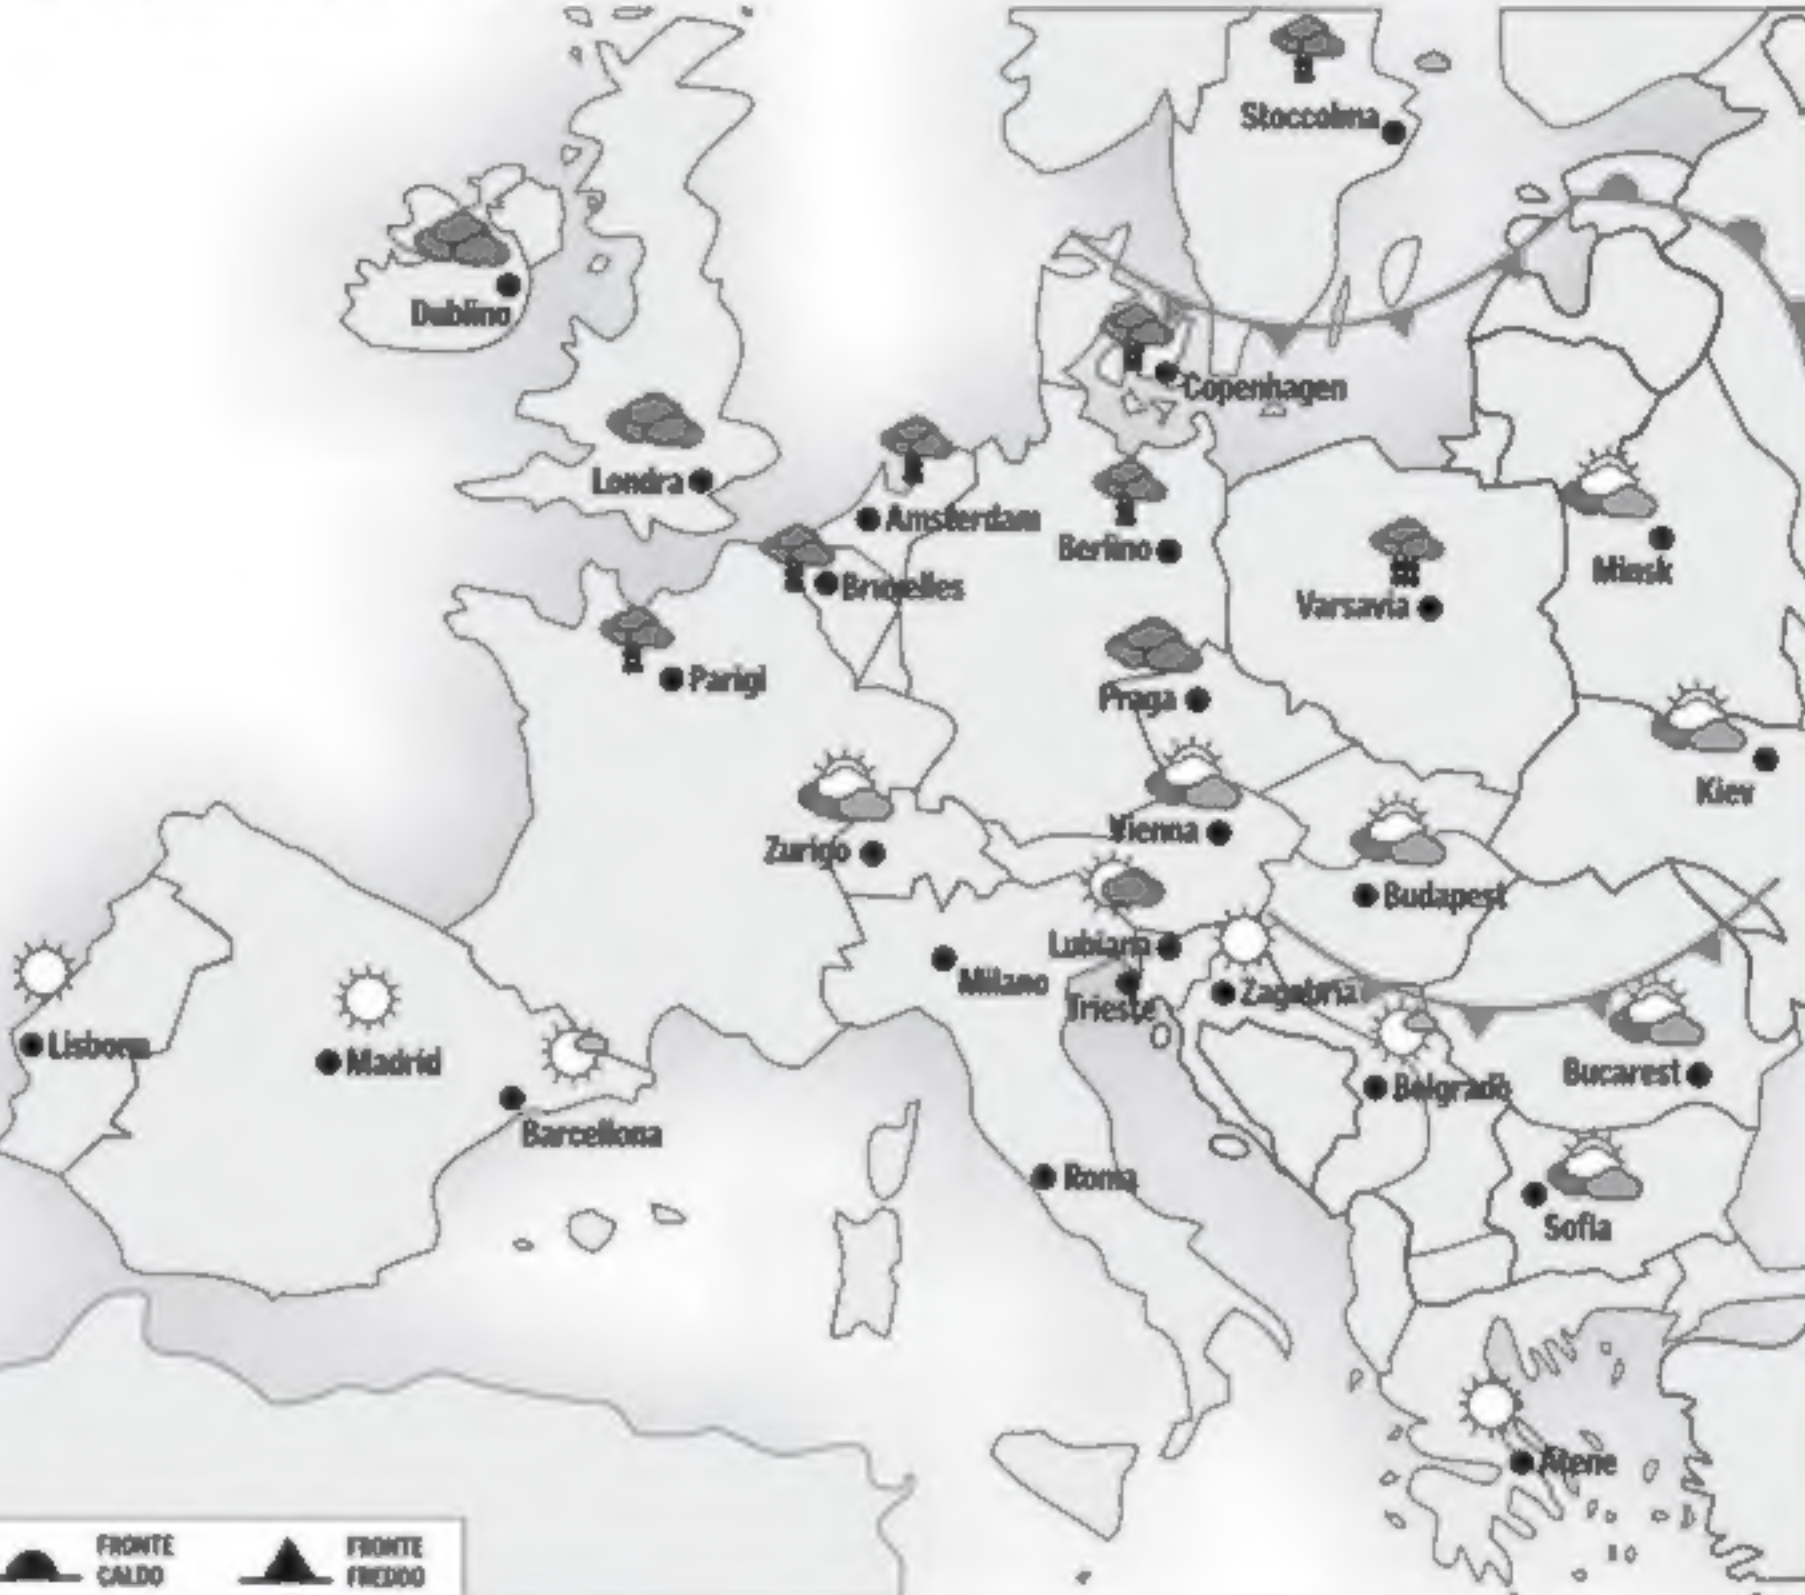 Stoccolma
Dublino
Copenhagen
Londra
Amsterdam
Berlino
Minsk
Bruxelles
Varsavia
Parigi
Praga
Kiev
Vienna
Zurigo
Budapest
Lubiana
Milano
Zagabria
Trieste
Lisbona
Madrid
Bucarest
Belgrado
Barcellona
Roma
Sofia
Atene
FRONTE
CALDO
FRONTE
FREDDO